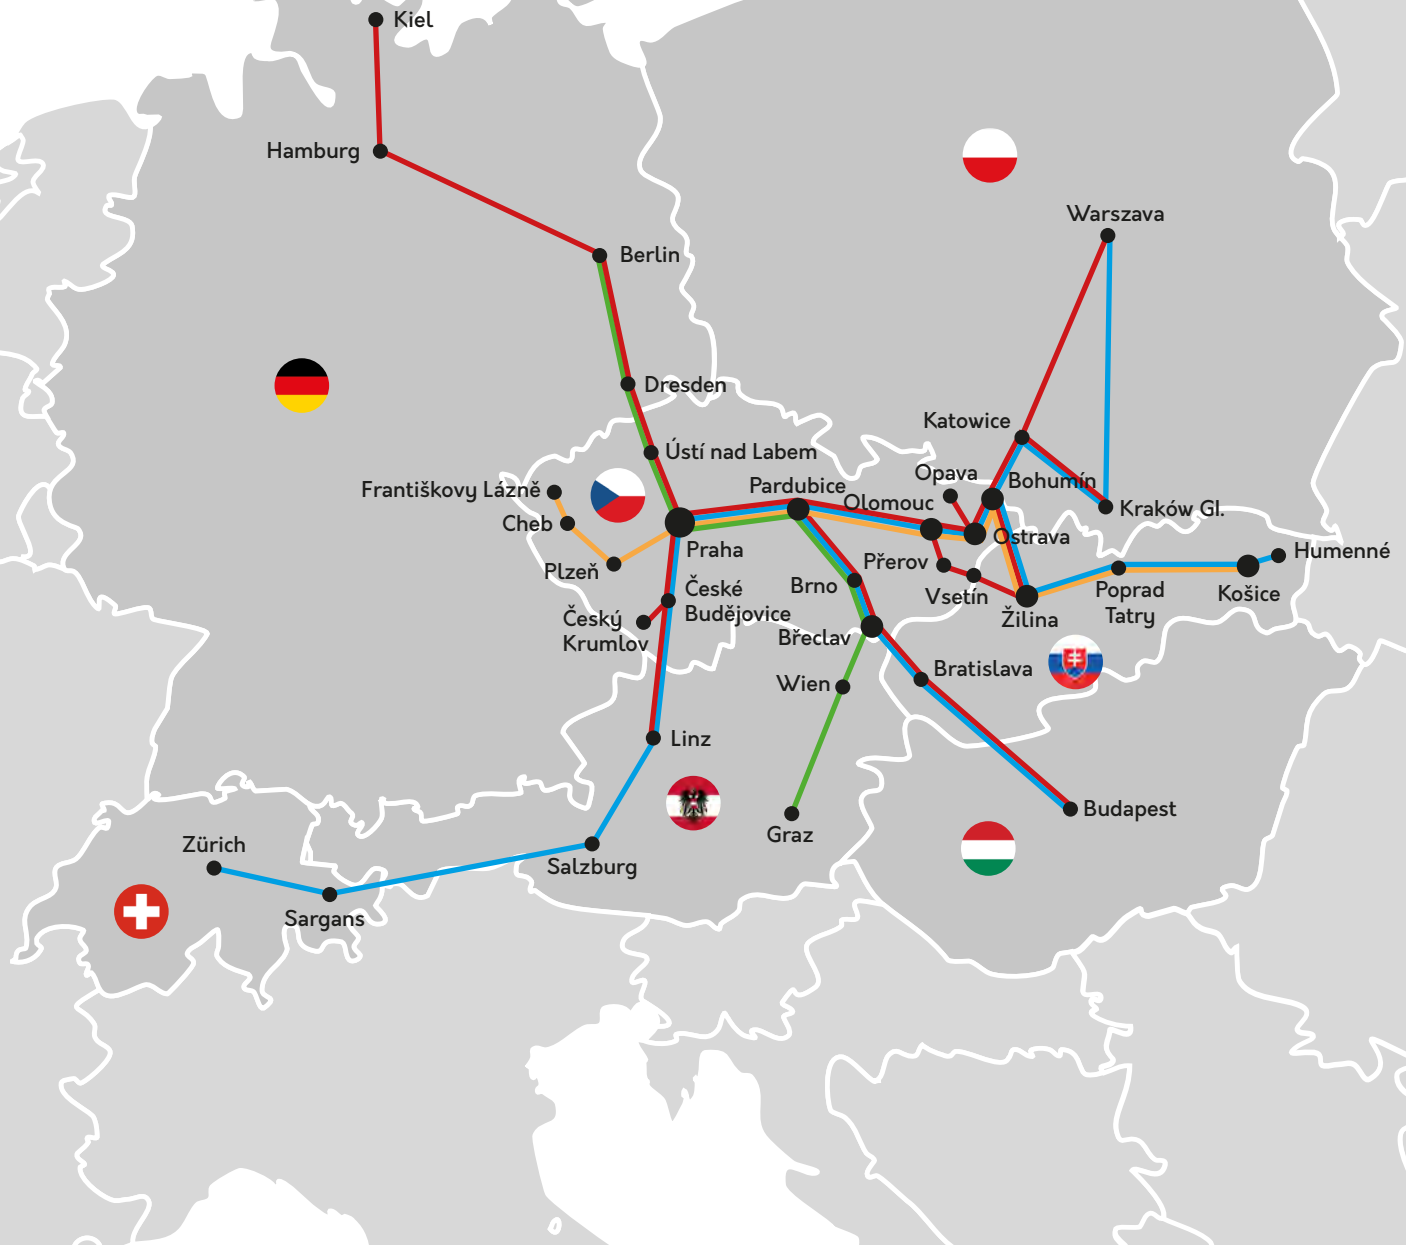 Kiel
Hamburg
Warszava
Berlin
Dresden
Katowice
Ústí nad Labem
Opava
Bohumín
Pardubice
Františkovy Lázně
Olomouc
Kraków Gl.
Cheb
Ostrava
Praha
Humenné
Přerov
Plzeň
Brno
České
Budějovice
Vsetín
Poprad
Tatry
Košice
Český
Krumlov
Žilina
Břeclav
Bratislava
Wien
Linz
Budapest
Graz
Zürich
Salzburg
Sargans